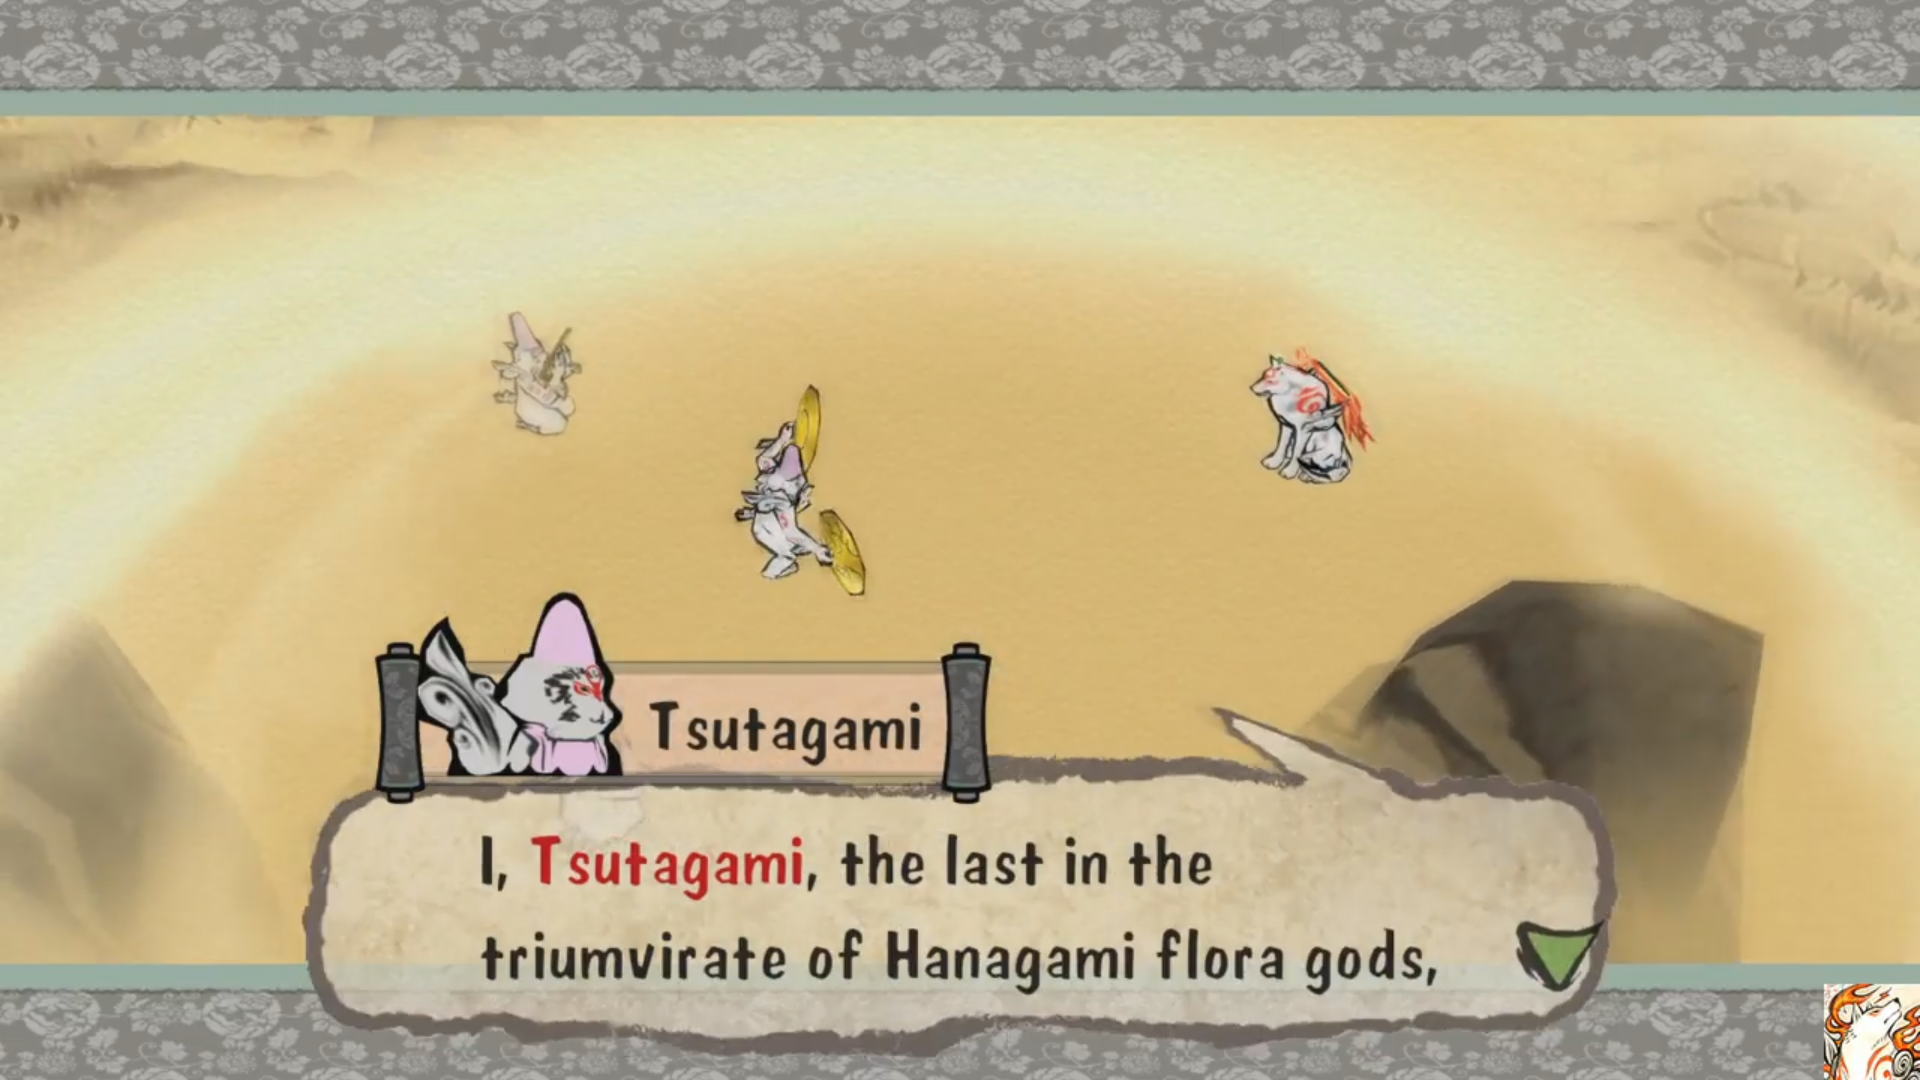 Tsutagami
I, Tsutagami, the last in the
triumvirate of Hanagami flora gods,